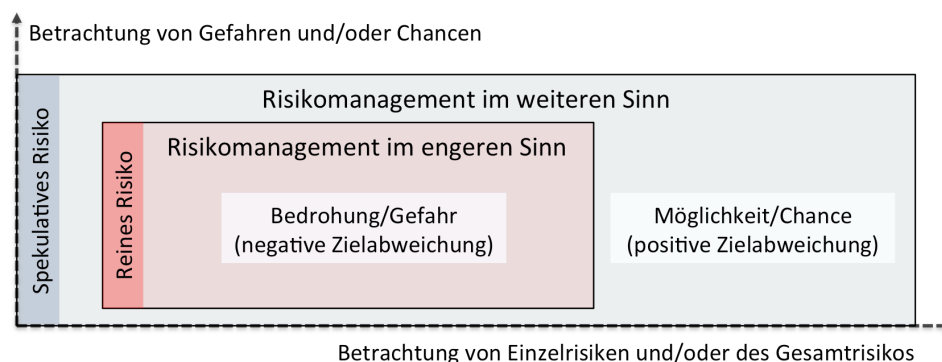 Betrachtung von Gefahren und/oder Chancen
Risikomanagement im weiteren Sinn
Spekulatives Risiko
Risikomanagement im engeren Sinn
Reines Risiko
Bedrohung/Gefahr
(negative Zielabweichung)
Möglichkeit/Chance
(positive Zielabweichung)
Betrachtung von Einzelrisiken und/oder des Gesamtrisikos